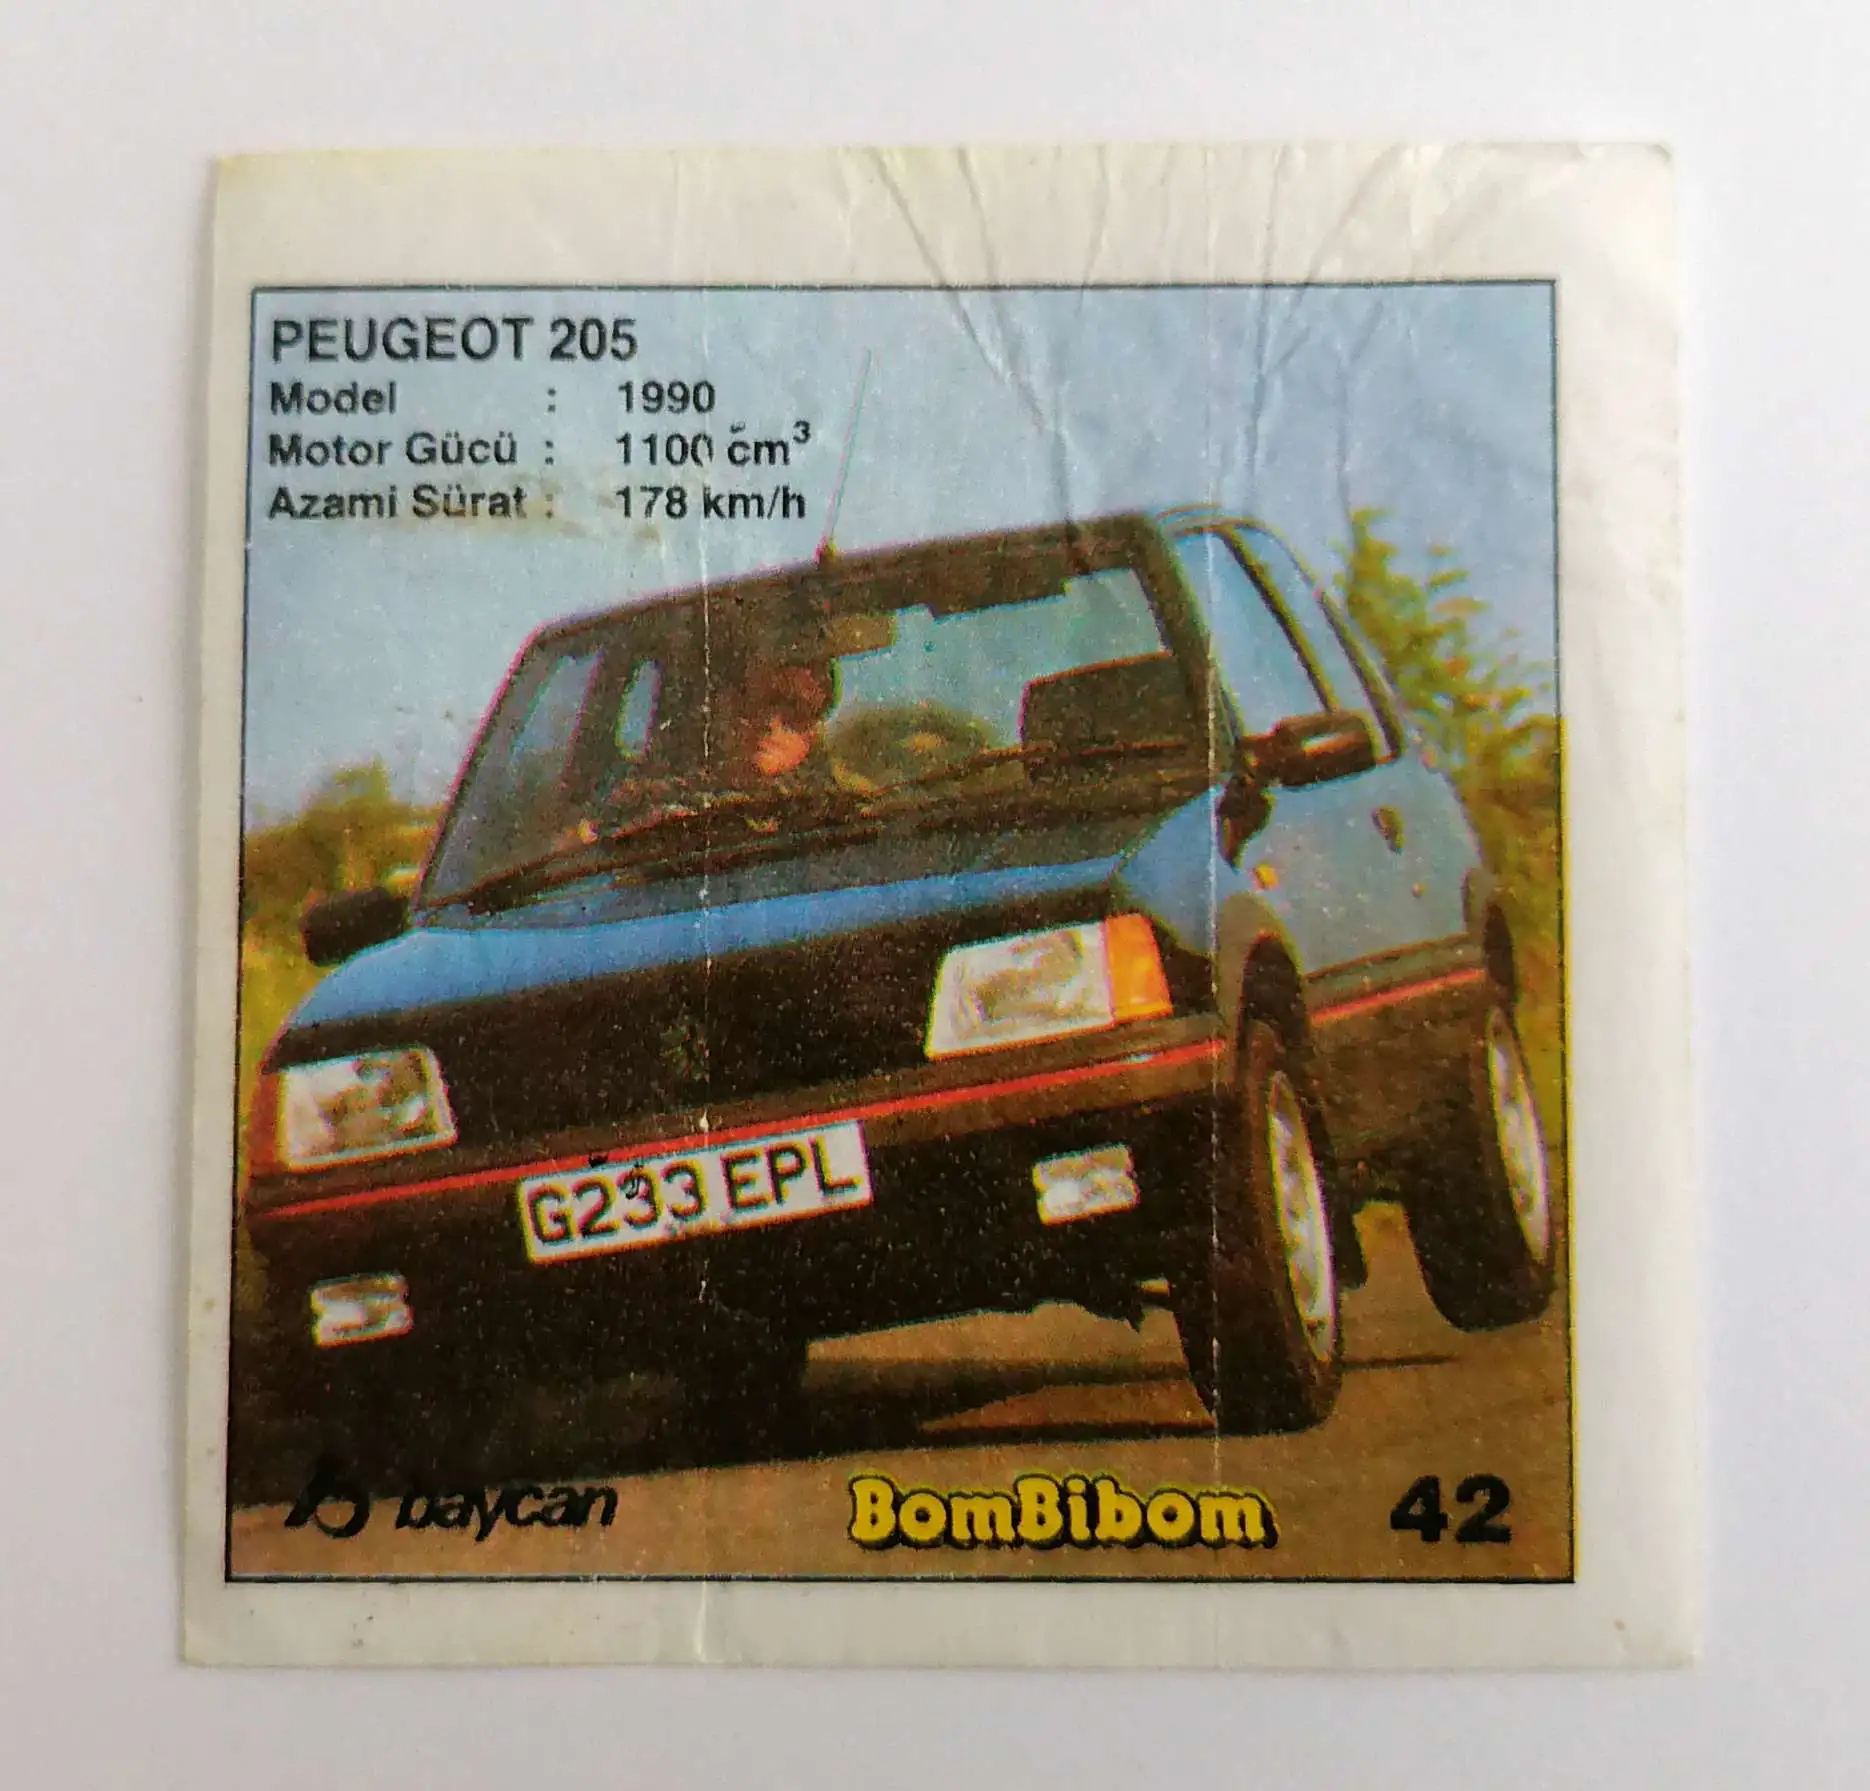 PEUGEOT 205
Model : 1990
Motor Gücü : 1100 cm³
Azami Sürat : 178 km/h
G233 EPL
baycan BomBibom 42